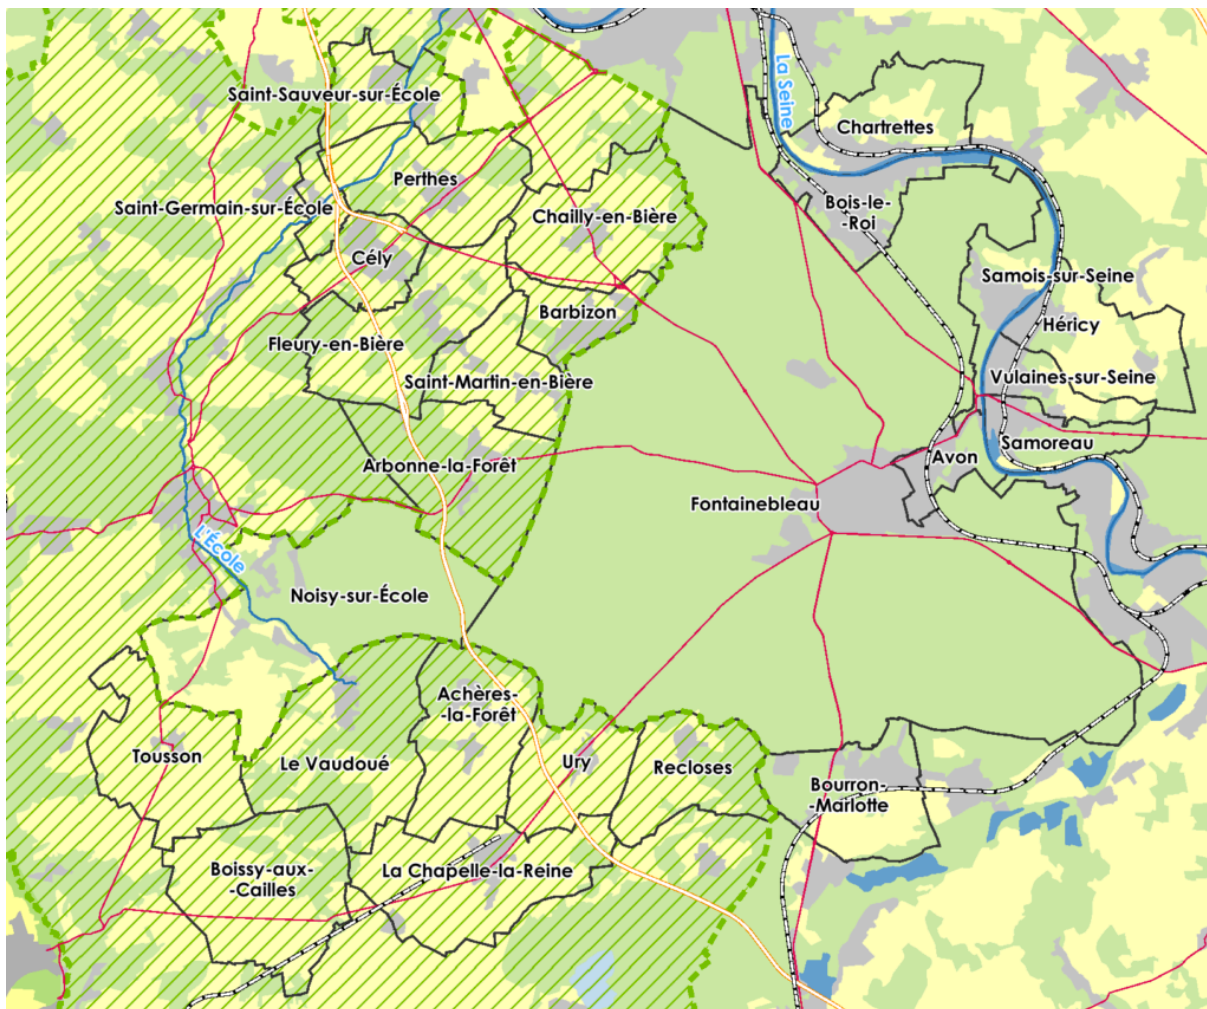 La Seine
Saint-Sauveur-sur-École
Chartrettes
Perthes
Saint-Germain-sur-École
Chailly-en-Bière
Bois-le-
-Roi
Cély
Samois-sur-Seine
Barbizon
Héricy
Fleury-en-Bière
Saint-Martin-en-Bière
Vulaines-sur-Seine
Samoreau
Avon
Arbonne-la-Forêt
Fontainebleau
L'École
Noisy-sur-École
Achères-
-la-Forêt
Tousson
Le Vaudoué
Ury
Recloses
Bourron-
-Marlotte
Boissy-aux-
-Cailles
La Chapelle-la-Reine